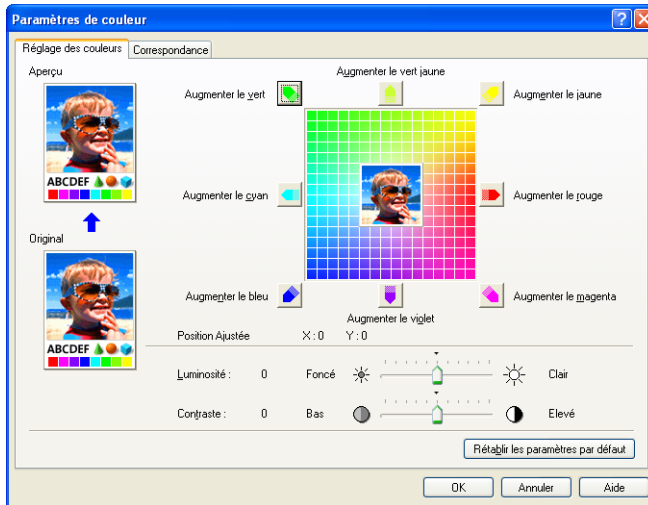 Paramètres de couleur
Réglage des couleurs
Correspondance
Aperçu
ABCDEF
Original
ABCDEF
Augmenter le vert jaune
Augmenter le vert
Augmenter le jaune
Augmenter le cyan
Augmenter le rouge
Augmenter le bleu
Augmenter le magenta
Augmenter le violet
Position Ajustée X : 0 Y : 0
Luminosité : 0 Foncé Clair
Contraste : 0 Bas Elevé
Rétablir les paramètres par défaut
OK Annuler Aide